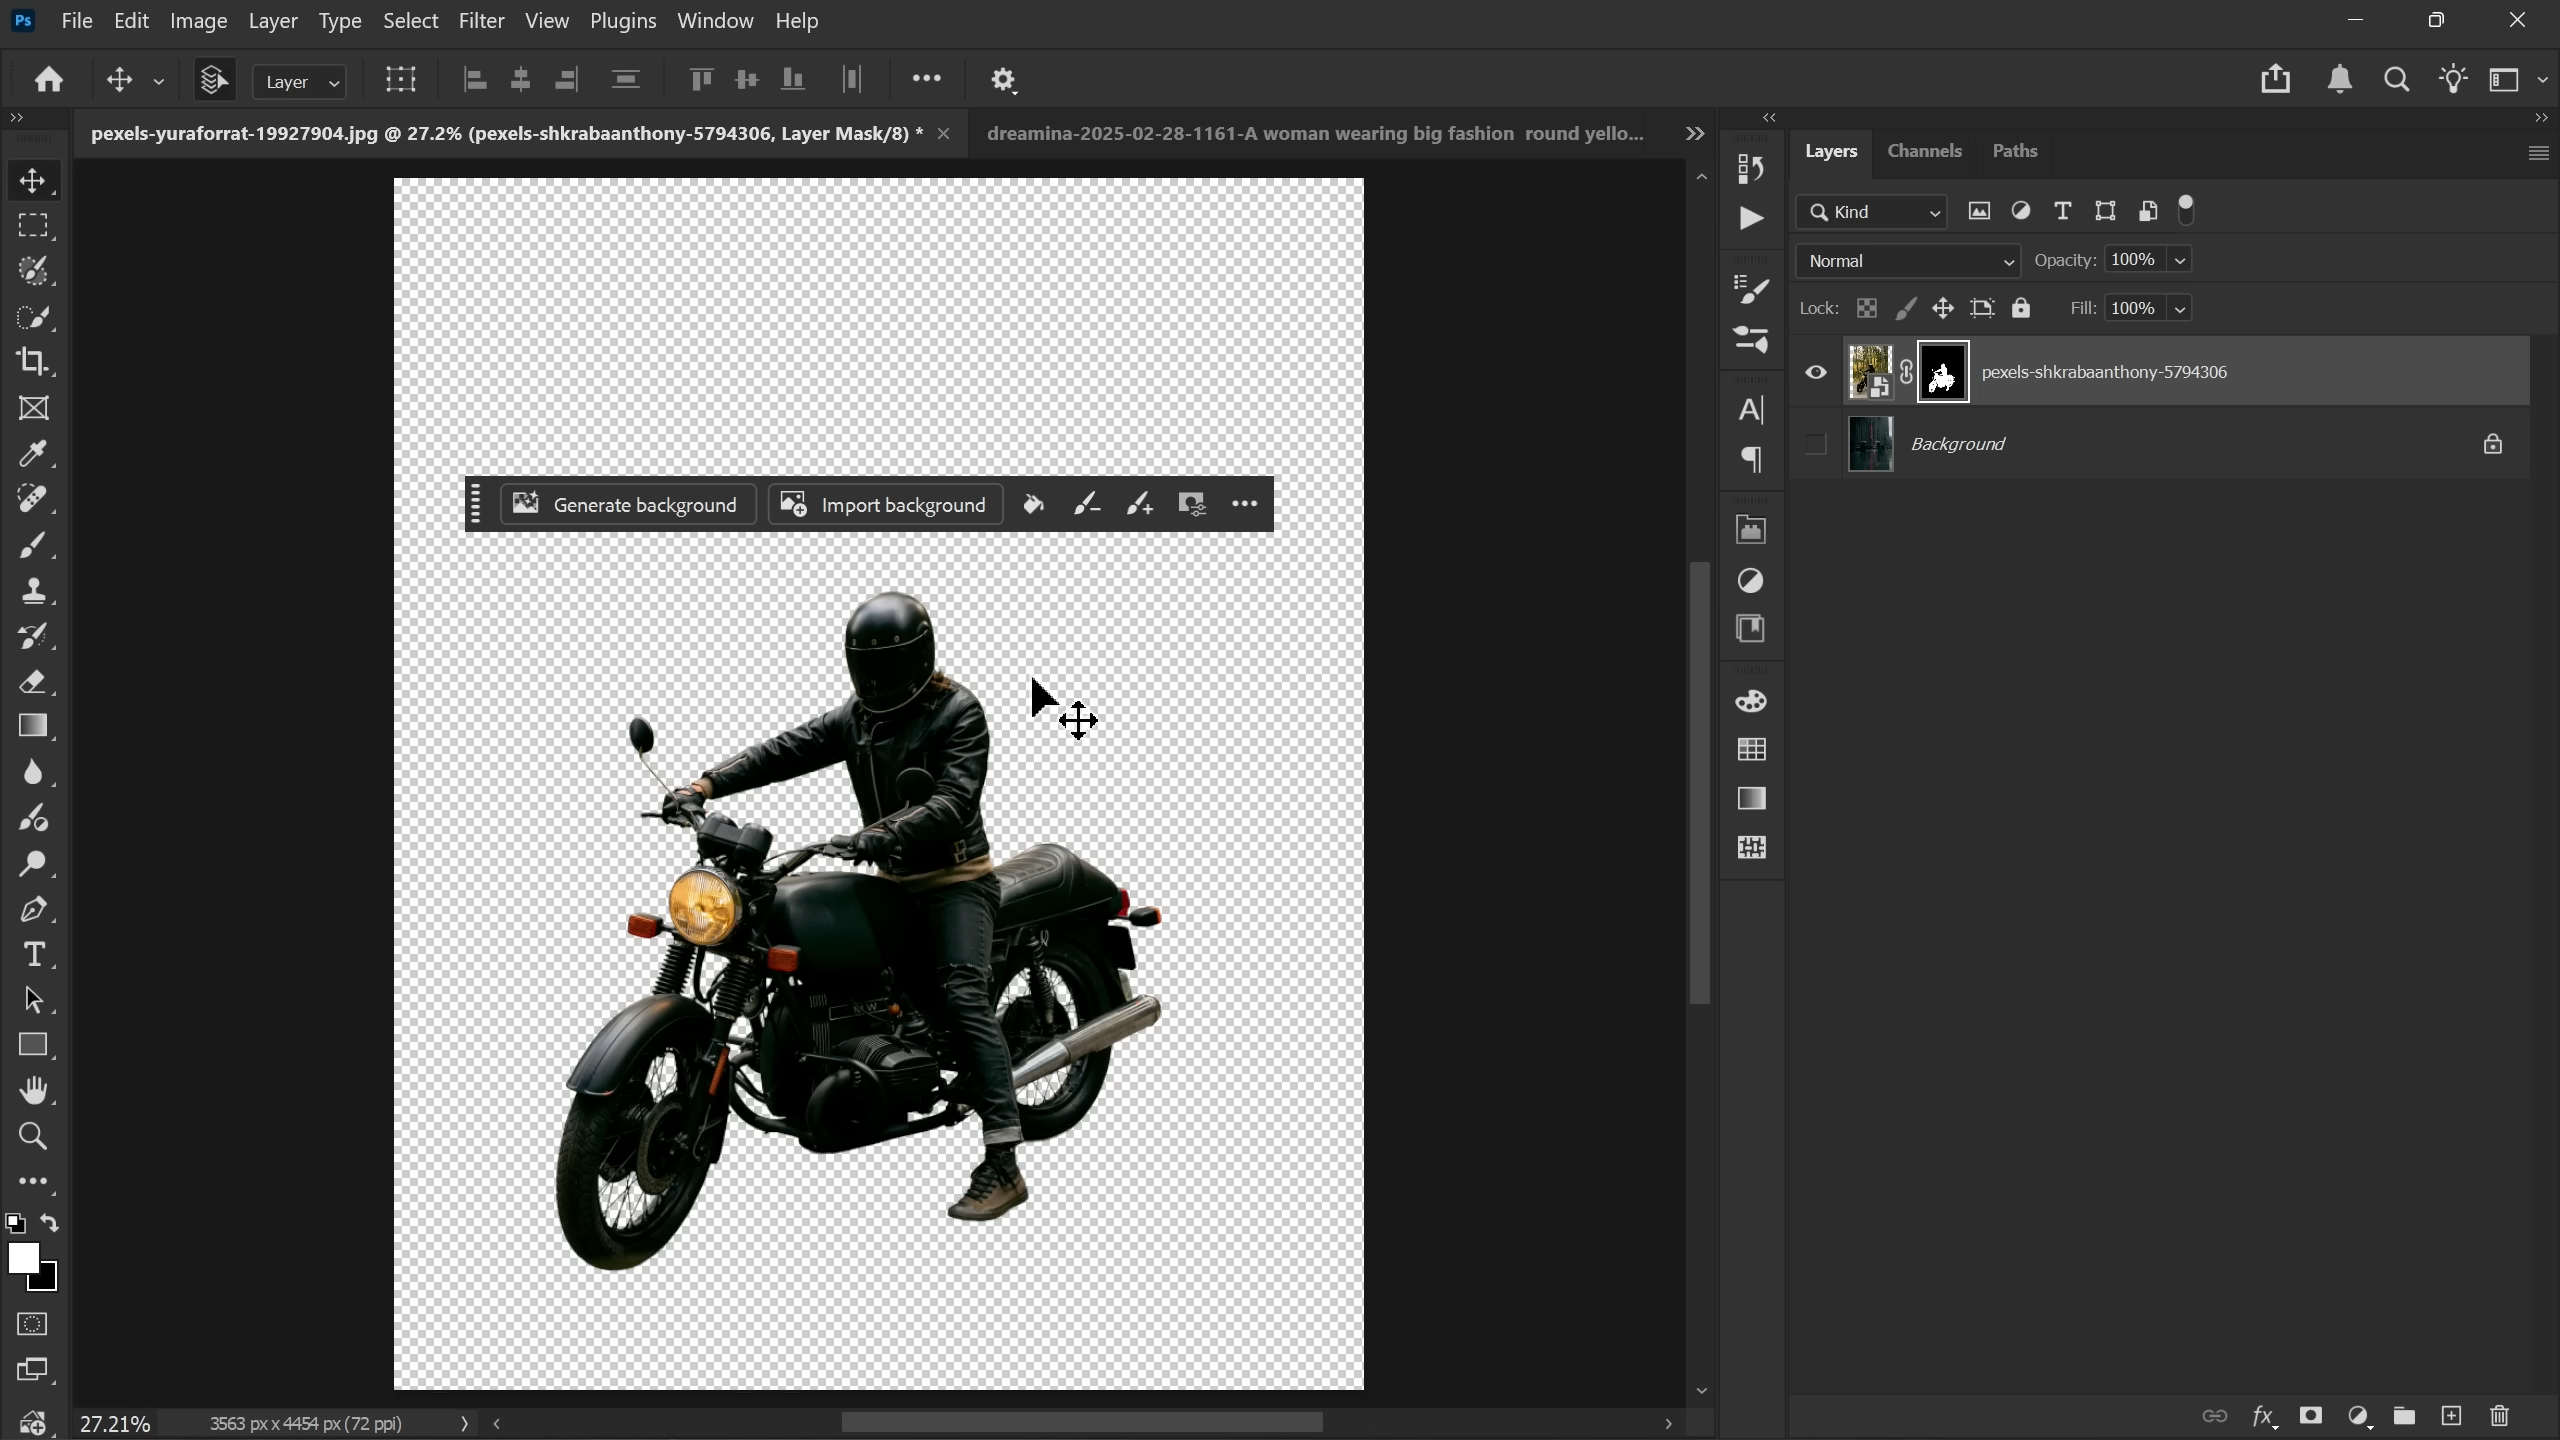 Ps File Edit Image Layer Type Select Filter View Plugins Window Help
Layer
pexels-yuraforrat-19927904.jpg @ 27.2% (pexels-shkrabaanthony-5794306, Layer Mask/8) *
dreamina-2025-02-28-1161-A woman wearing big fashion round yello...
Layers Channels Paths
Kind
Normal Opacity: 100%
Lock: Fill: 100%
pexels-shkrabaanthony-5794306
Background
Generate background Import background
27.21% 3563 px x 4454 px (72 ppi)
fx